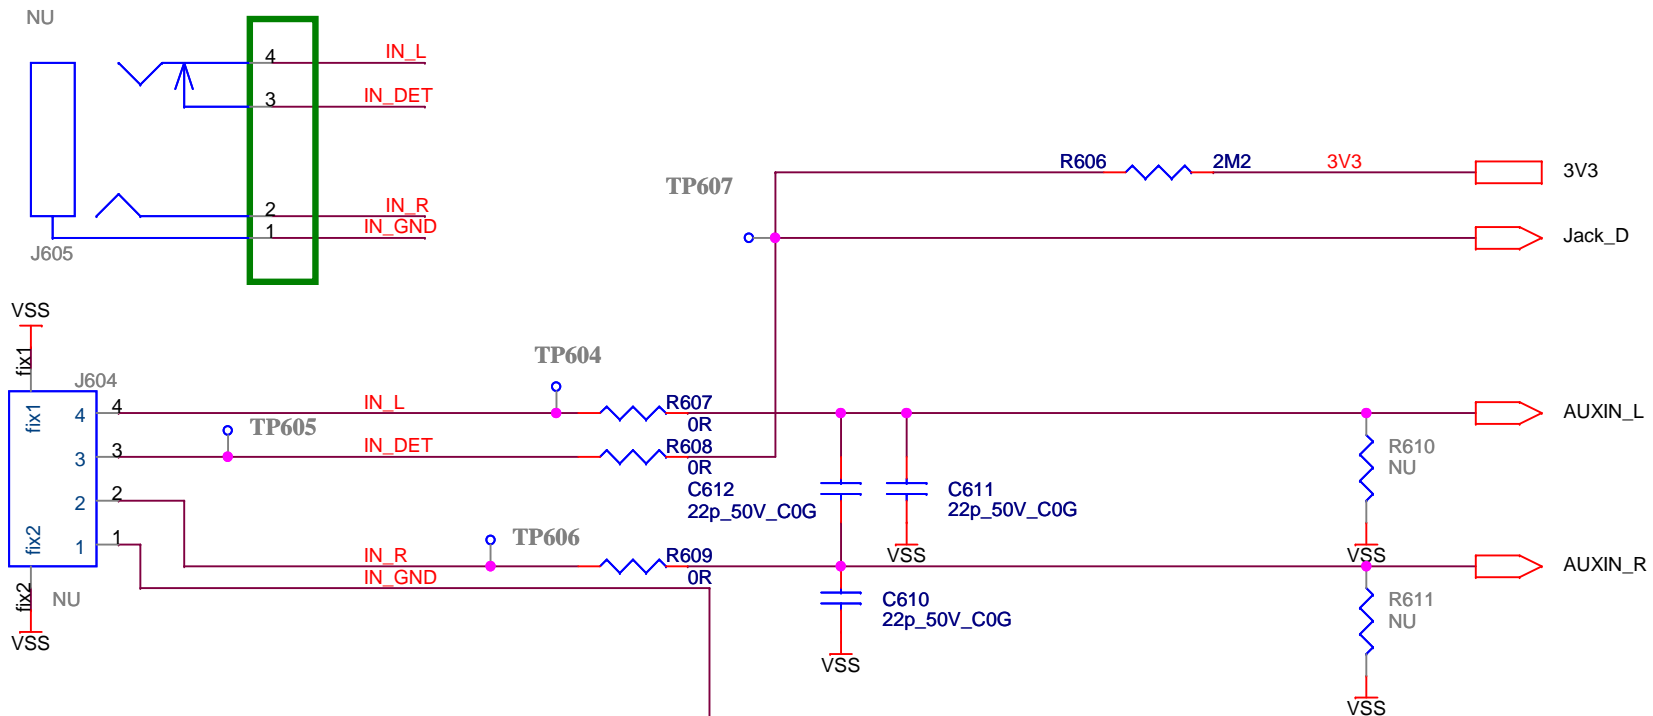 NU
4
IN_L
3
IN_DET
2
IN_R
1
IN_GND
J605
R606
2M2
3V3
3V3
TP607
Jack_D
VSS
fix1
J604
fix1
4
4
IN_L
TP604
R607
0R
AUXIN_L
3
3
TP605
IN_DET
R608
0R
R610
NU
2
2
C612
22p_50V_C0G
C611
22p_50V_C0G
fix2
1
1
TP606
VSS
VSS
IN_R
R609
0R
AUXIN_R
IN_GND
fix2
NU
VSS
C610
22p_50V_C0G
R611
NU
VSS
VSS